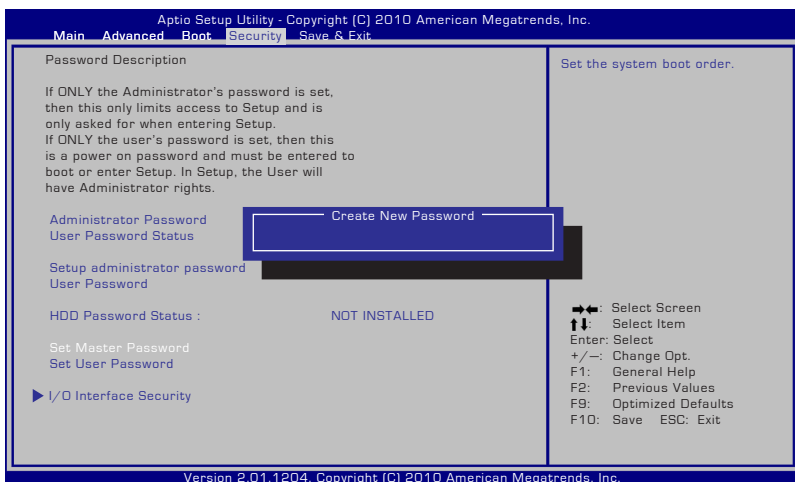 Aptio Setup Utility - Copyright (C) 2010 American Megatrends, Inc.
Main Advanced Boot Security Save & Exit
Password Description
If ONLY the Administrator's password is set,
then this only limits access to Setup and is
only asked for when entering Setup.
If ONLY the user's password is set, then this
is a power on password and must be entered to
boot or enter Setup. In Setup, the User will
have Administrator rights.
Administrator Password
User Password Status
Create New Password
Setup administrator password
User Password
HDD Password Status : NOT INSTALLED
Set Master Password
Set User Password
I/O Interface Security
Set the system boot order.
→←: Select Screen
↑↓: Select Item
Enter: Select
+/—: Change Opt.
F1: General Help
F2: Previous Values
F9: Optimized Defaults
F10: Save ESC: Exit
Version 2.01.1204. Copyright (C) 2010 American Megatrends, Inc.